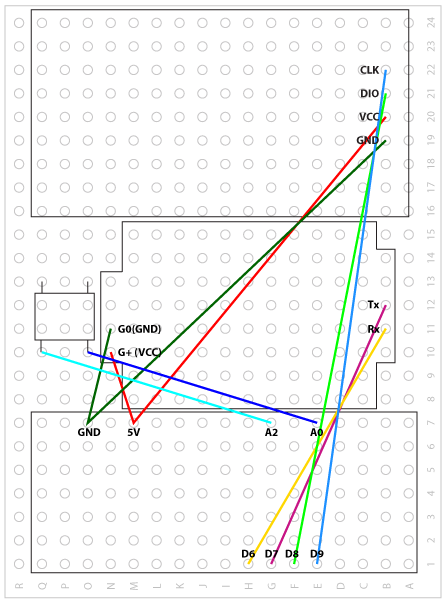 24
23
22
CLK
21
DIO
20
VCC
19
GND
18
17
16
15
14
13
12
Tx
11
G0(GND)
Rx
10
G+(VCC)
9
8
7
GND 5V A2 A0
6
5
4
3
2
D6 D7 D8 D9
1
R Q P O N M L K J I H G F E D C B A